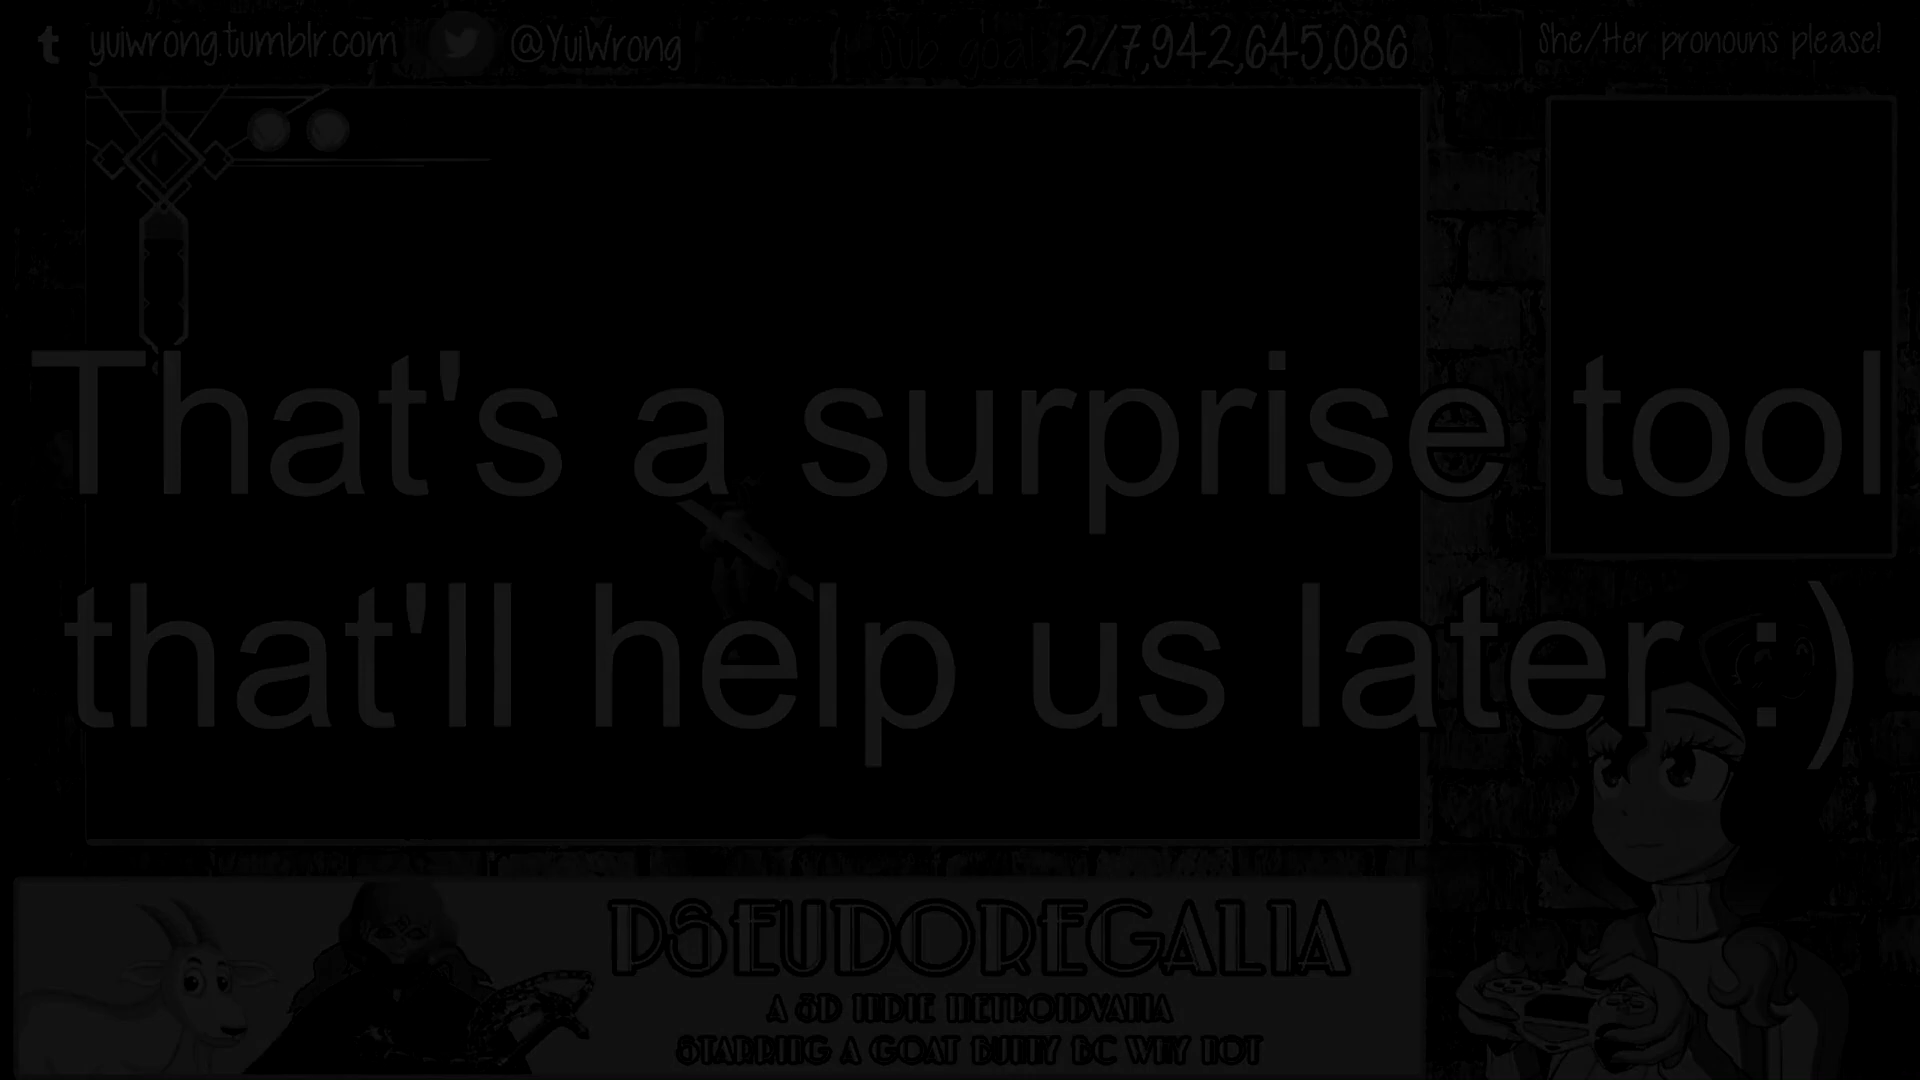 yuiwrong.tumblr.com @YuiWrong Sub goal: 2/7,942,645,086 She/Her pronouns please!
That's a surprise tool
that'll help us later :)
PSEUDOREGALIA
A 3D INDIE METROIDVANIA
STARRING A GOAT BUNNY BC WHY NOT